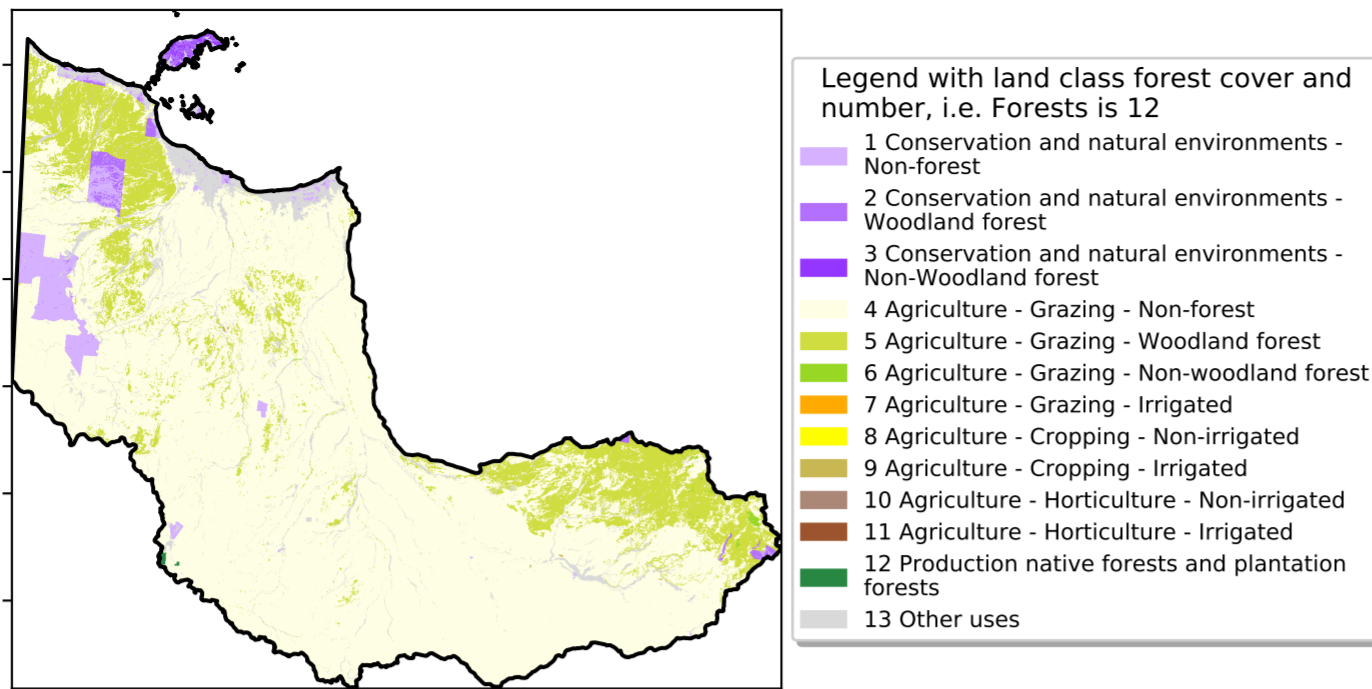 Legend with land class forest cover and
number, i.e. Forests is 12
1 Conservation and natural environments -
Non-forest
2 Conservation and natural environments -
Woodland forest
3 Conservation and natural environments -
Non-Woodland forest
4 Agriculture - Grazing - Non-forest
5 Agriculture - Grazing - Woodland forest
6 Agriculture - Grazing - Non-woodland forest
7 Agriculture - Grazing - Irrigated
8 Agriculture - Cropping - Non-irrigated
9 Agriculture - Cropping - Irrigated
10 Agriculture - Horticulture - Non-irrigated
11 Agriculture - Horticulture - Irrigated
12 Production native forests and plantation
forests
13 Other uses